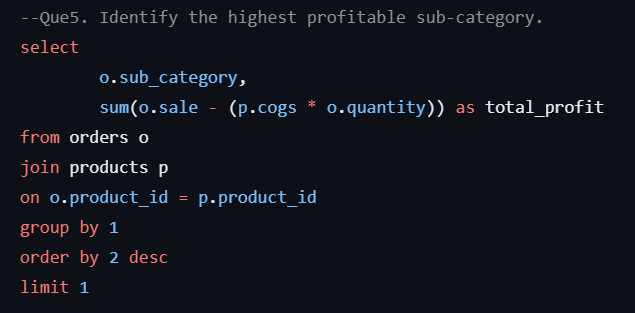 --Que5. Identify the highest profitable sub-category.
select
        o.sub_category,
        sum(o.sale - (p.cogs * o.quantity)) as total_profit
from orders o
join products p
on o.product_id = p.product_id
group by 1
order by 2 desc
limit 1